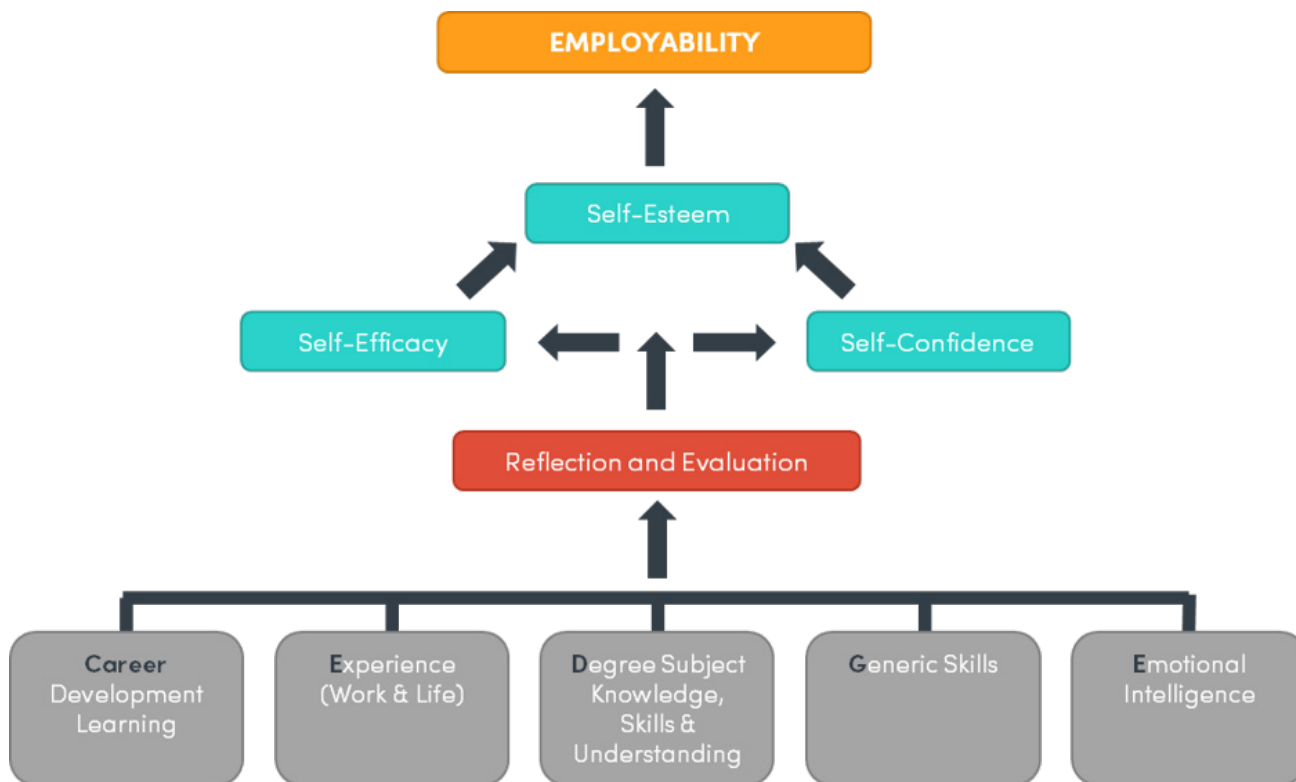 EMPLOYABILITY
Self-Esteem
Self-Efficacy
Self-Confidence
Reflection and Evaluation
Career
Development
Learning
Experience
(Work & Life)
Degree Subject
Knowledge,
Skills &
Understanding
Generic Skills
Emotional
Intelligence